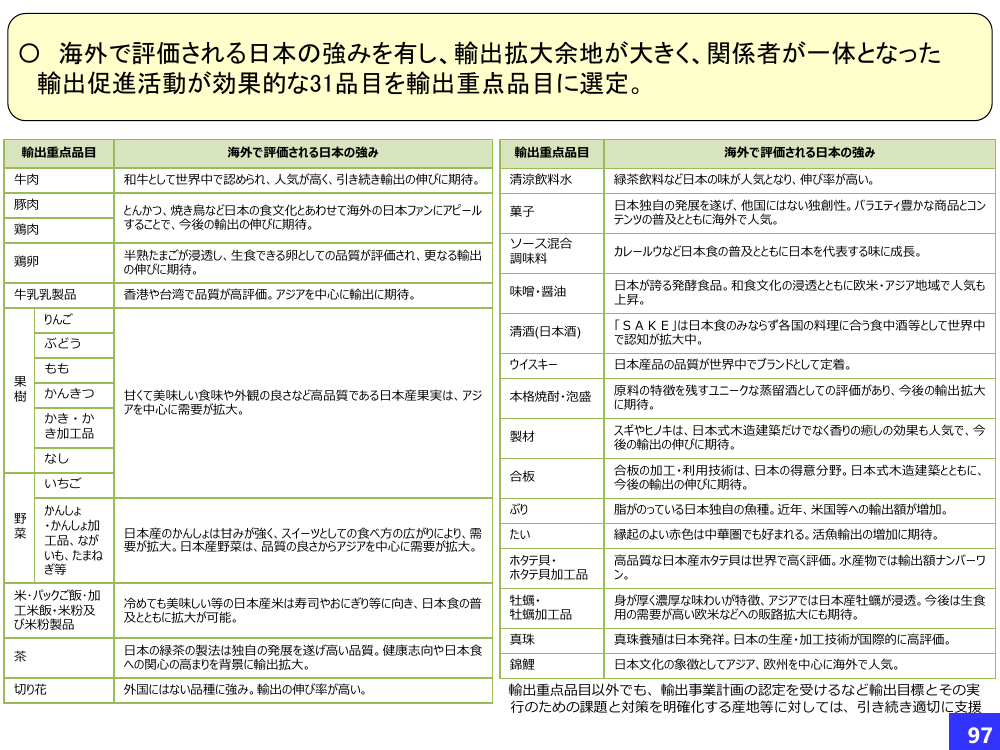 〇　海外で評価される日本の強みを有し、輸出拡大余地が大きく、関係者が一体となった
輸出促進活動が効果的な31品目を輸出重点品目に選定。
輸出重点品目
海外で評価される日本の強み
牛肉
和牛として世界中で認められ、人気が高く、引き続き輸出の伸びに期待。
豚肉
鶏肉
とんかつ、焼き鳥など日本の食文化とあわせて海外の日本ファンにアピール
することで、今後の輸出の伸びに期待。
鶏卵
半熟たまごが浸透し、生食できる卵としての品質が評価され、更なる輸出
の伸びに期待。
牛乳乳製品
香港や台湾で品質が高評価。アジアを中心に輸出に期待。
果
樹
りんご
ぶどう
もも
かんきつ
かき・か
き加工品
なし
甘くて美味しい食味や外観の良さなど高品質である日本産果実は、アジ
アを中心に需要が拡大。
野
菜
いちご
かんしょ
・かんしょ加
工品、なが
いも、たまね
ぎ等
日本産のかんしょは甘みが強く、スイーツとしての食べ方の広がりにより、需
要が拡大。日本産野菜は、品質の良さからアジアを中心に需要が拡大。
米・パックご飯・加
工米飯・米粉及
び米粉製品
冷めても美味しい等の日本産米は寿司やおにぎり等に向き、日本食の普
及とともに拡大が可能。
茶
日本の緑茶の製法は独自の発展を遂げ高い品質。健康志向や日本食
への関心の高まりを背景に輸出拡大。
切り花
外国にはない品種に強み。輸出の伸び率が高い。
輸出重点品目
海外で評価される日本の強み
清涼飲料水
緑茶飲料など日本の味が人気となり、伸び率が高い。
菓子
日本独自の発展を遂げ、他国にはない独創性。バラエティ豊かな商品とコン
テンツの普及とともに海外で人気。
ソース混合
調味料
カレールウなど日本食の普及とともに日本を代表する味に成長。
味噌・醤油
日本が誇る発酵食品。和食文化の浸透とともに欧米・アジア地域で人気も
上昇。
清酒(日本酒)
「ＳＡＫＥ」は日本食のみならず各国の料理に合う食中酒等として世界中
で認知が拡大中。
ウイスキー
日本産品の品質が世界中でブランドとして定着。
本格焼酎・泡盛
原料の特徴を残すユニークな蒸留酒としての評価があり、今後の輸出拡大
に期待。
製材
スギやヒノキは、日本式木造建築だけでなく香りの癒しの効果も人気で、今
後の輸出の伸びに期待。
合板
合板の加工・利用技術は、日本の得意分野。日本式木造建築とともに、
今後の輸出の伸びに期待。
ぶり
脂がのっている日本独自の魚種。近年、米国等への輸出額が増加。
たい
縁起のよい赤色は中華圏でも好まれる。活魚輸出の増加に期待。
ホタテ貝・
ホタテ貝加工品
高品質な日本産ホタテ貝は世界で高く評価。水産物では輸出額ナンバーワ
ン。
牡蠣・
牡蠣加工品
身が厚く濃厚な味わいが特徴、アジアでは日本産牡蠣が浸透。今後は生食
用の需要が高い欧米などへの販路拡大にも期待。
真珠
真珠養殖は日本発祥。日本の生産・加工技術が国際的に高評価。
錦鯉
日本文化の象徴としてアジア、欧州を中心に海外で人気。
輸出重点品目以外でも、輸出事業計画の認定を受けるなど輸出目標とその実
行のための課題と対策を明確化する産地等に対しては、引き続き適切に支援
97